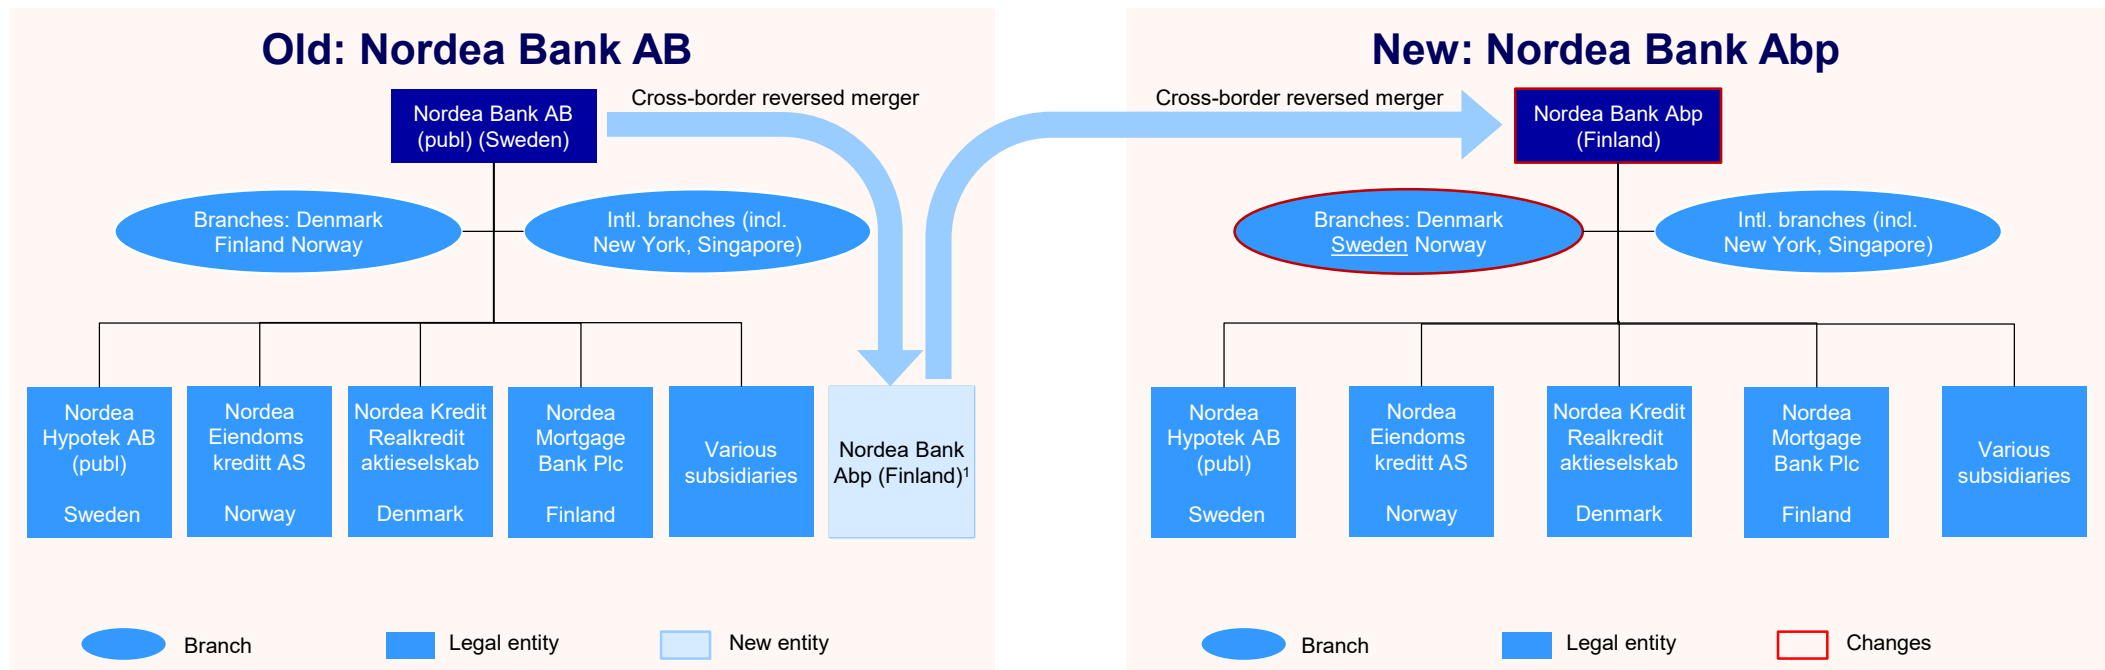 Old: Nordea Bank AB
Nordea Bank AB
(publ) (Sweden)
Cross-border reversed merger
Branches: Denmark
Finland Norway
Intl. branches (incl.
New York, Singapore)
Nordea
Hypotek AB
(publ)
Sweden
Nordea
Eiendoms
kreditt AS
Norway
Nordea Kredit
Realkredit
aktieselskab
Denmark
Nordea
Mortgage
Bank Plc
Finland
Various
subsidiaries
Nordea Bank
Abp (Finland)¹
Branch
Legal entity
New entity
New: Nordea Bank Abp
Cross-border reversed merger
Nordea Bank Abp
(Finland)
Branches: Denmark
Sweden Norway
Intl. branches (incl.
New York, Singapore)
Nordea
Hypotek AB
(publ)
Sweden
Nordea
Eiendoms
kreditt AS
Norway
Nordea Kredit
Realkredit
aktieselskab
Denmark
Nordea
Mortgage
Bank Plc
Finland
Various
subsidiaries
Branch
Legal entity
Changes